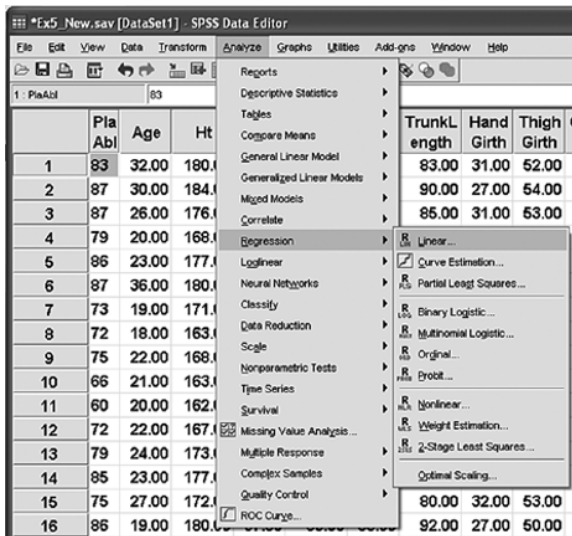 *Ex5_New.sav [DataSet1] - SPSS Data Editor
File Edit View Data Transform Analyze Graphs Utilities Add-ons Window Help
1 : PlaAbl 83
Pla Abl Age Ht TrunkL ength Hand Girth Thigh Girth
1 83 32.00 180. 83.00 31.00 52.00
2 87 30.00 184. 90.00 27.00 54.00
3 87 26.00 176. 85.00 31.00 53.00
4 79 20.00 168.
5 86 23.00 177.
6 87 36.00 180.
7 73 19.00 171.
8 72 18.00 163.
9 75 22.00 168.
10 66 21.00 163.
11 60 20.00 162.
12 72 22.00 167.
13 79 24.00 173.
14 85 23.00 177.
15 75 27.00 172. 80.00 32.00 53.00
16 86 19.00 180. 92.00 27.00 50.00
Reports
Descriptive Statistics
Tables
Compare Means
General Linear Model
Generalized Linear Models
Mixed Models
Correlate
Regression
Loglinear
Neural Networks
Classify
Data Reduction
Scale
Nonparametric Tests
Time Series
Survival
Missing Value Analysis...
Multiple Response
Complex Samples
Quality Control
ROC Curve...
Linear...
Curve Estimation...
Partial Least Squares...
Binary Logistic...
Multinomial Logistic...
Ordinal...
Probit...
Nonlinear...
Weight Estimation...
2-Stage Least Squares...
Optimal Scaling...